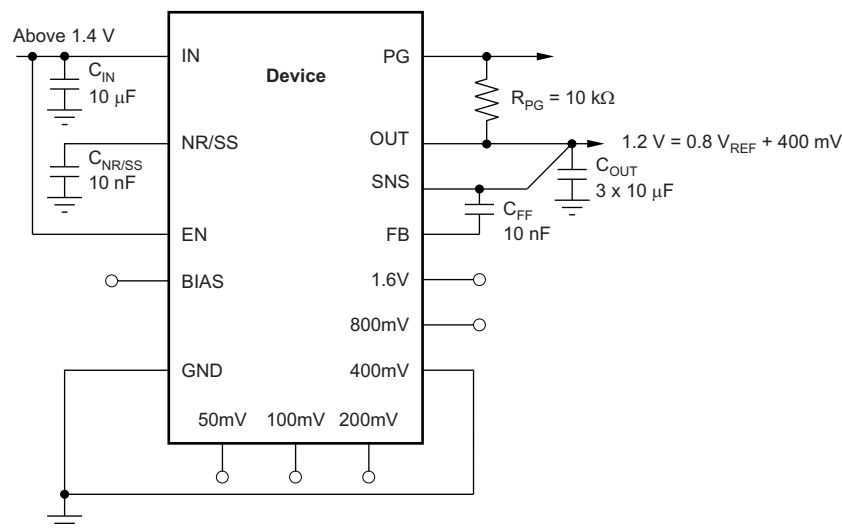 Above 1.4 V
C_IN
10 μF
C_NR/SS
10 nF
IN
NR/SS
EN
BIAS
GND
Device
50mV 100mV 200mV
PG
OUT
SNS
FB
1.6V
800mV
400mV
R_PG = 10 kΩ
1.2 V = 0.8 V_REF + 400 mV
C_OUT
3 x 10 μF
C_FF
10 nF